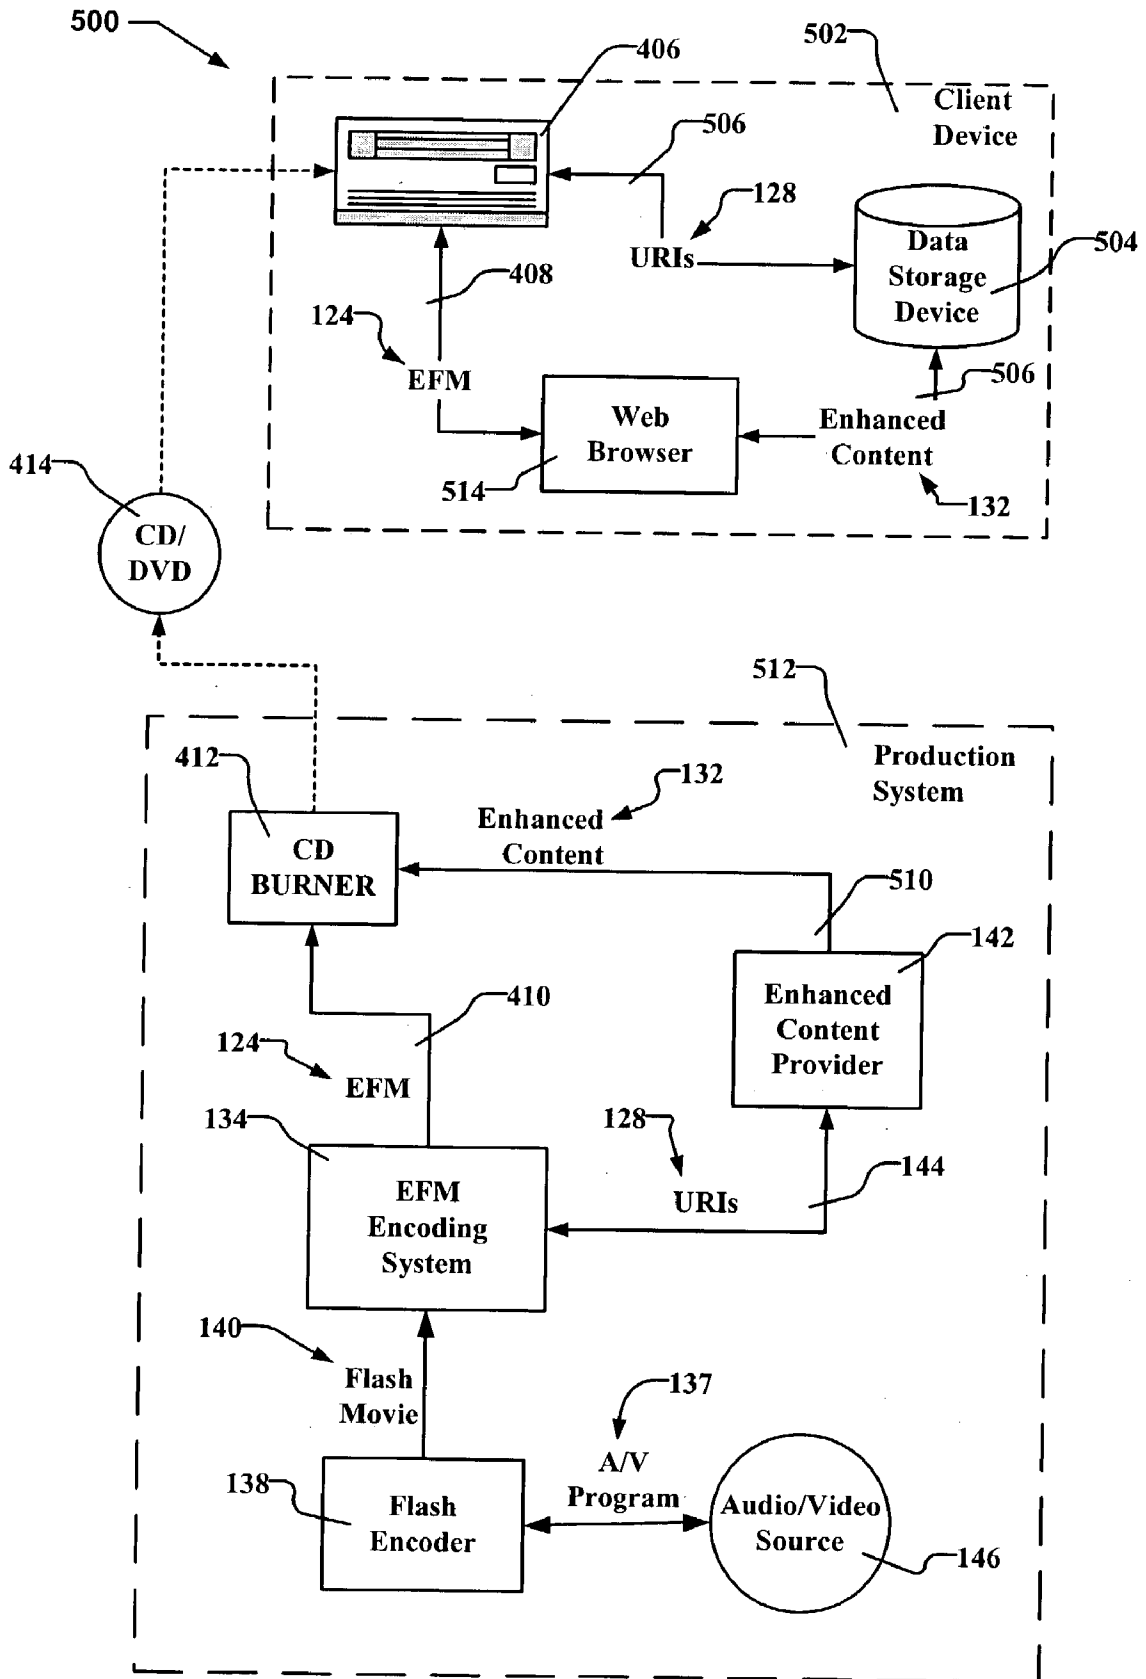 500
406
502
Client
Device
506
128
URIs
Data
Storage
Device
504
408
124
EFM
506
Web
Browser
514
Enhanced
Content
132
414
CD/
DVD
512
Production
System
412
132
Enhanced
Content
CD
BURNER
510
142
Enhanced
Content
Provider
410
124
EFM
134
128
URIs
144
EFM
Encoding
System
140
Flash
Movie
137
A/V
Program
138
Flash
Encoder
Audio/Video
Source
146